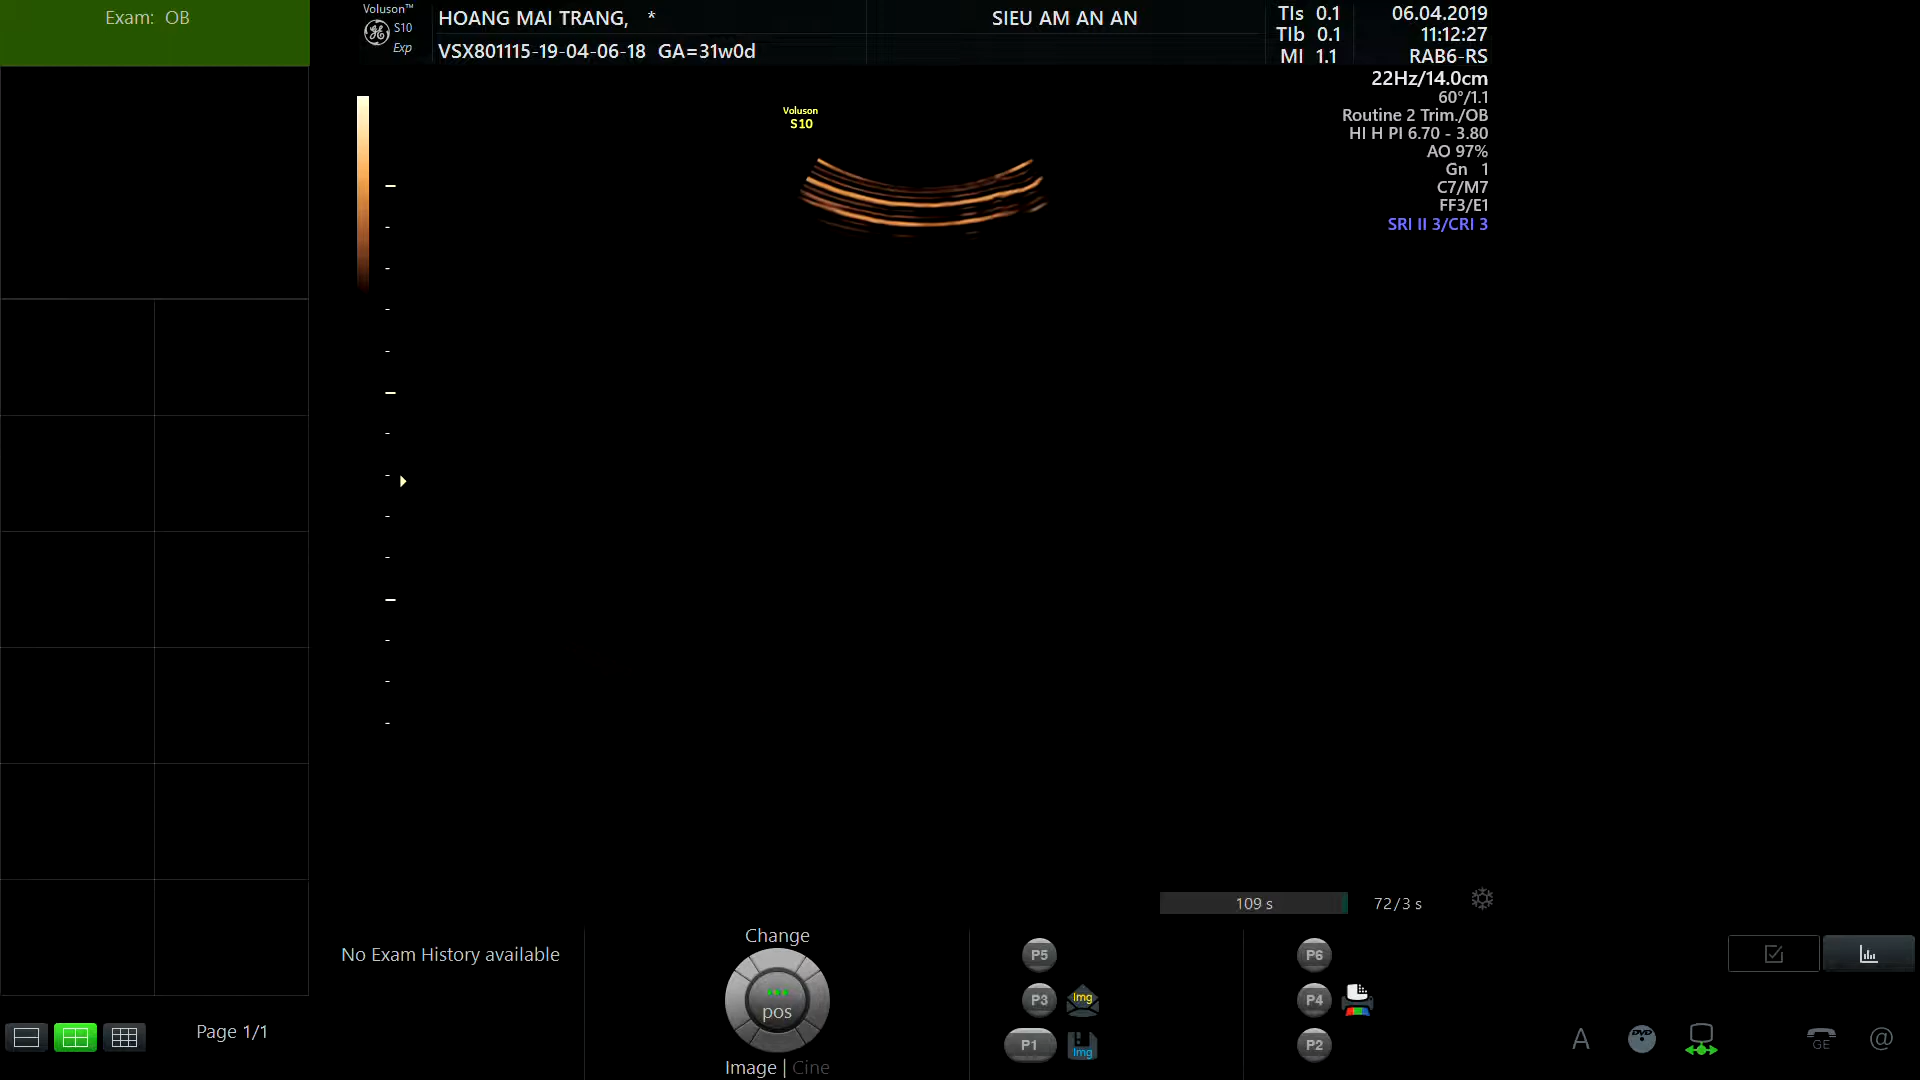 Exam: OB
Voluson™
S10
Exp
HOANG MAI TRANG, *
VSX801115-19-04-06-18 GA=31w0d
SIEU AM AN AN
TIs 0.1
TIb 0.1
MI 1.1
06.04.2019
11:12:27
RAB6-RS
22Hz/14.0cm
60°/1.1
Routine 2 Trim./OB
HI H PI 6.70 - 3.80
AO 97%
Gn 1
C7/M7
FF3/E1
SRI II 3/CRI 3
Voluson
S10
109 s
72/3 s
No Exam History available
Change
pos
Image | Cine
P5
P3 Img
P1 Img
P6
P4
P2
Page 1/1
A
DVD
GE
@